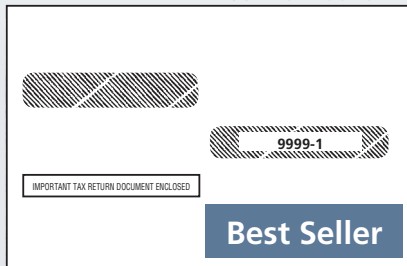 9999-1
IMPORTANT TAX RETURN DOCUMENT ENCLOSED
Best Seller